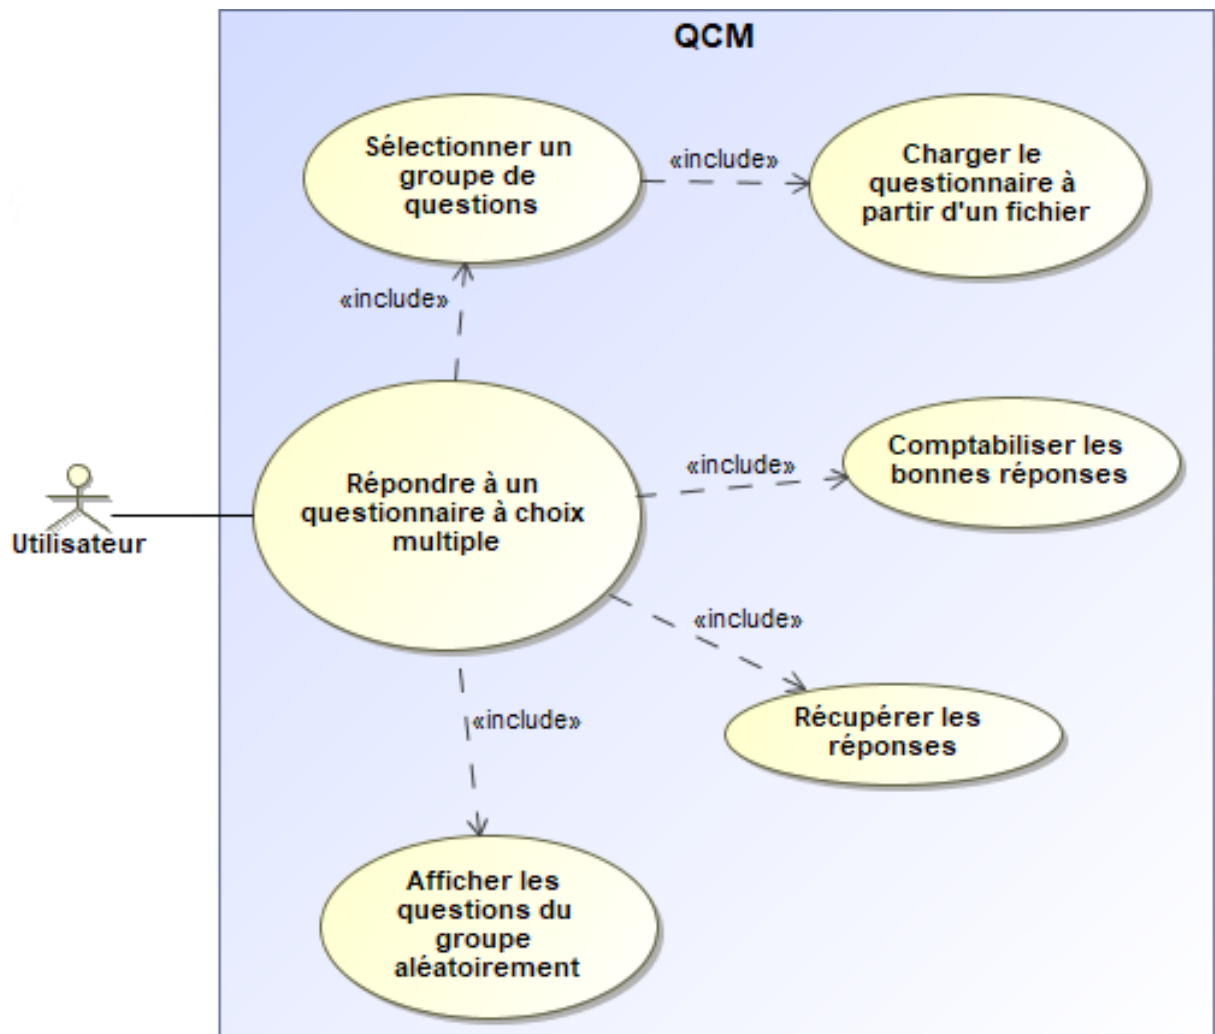 QCM
Sélectionner un
groupe de
questions
«include»
Charger le
questionnaire à
partir d'un fichier
«include»
Répondre à un
questionnaire à choix
multiple
«include»
Comptabiliser les
bonnes réponses
Utilisateur
«include»
Récupérer les
réponses
«include»
Afficher les
questions du
groupe
aléatoirement